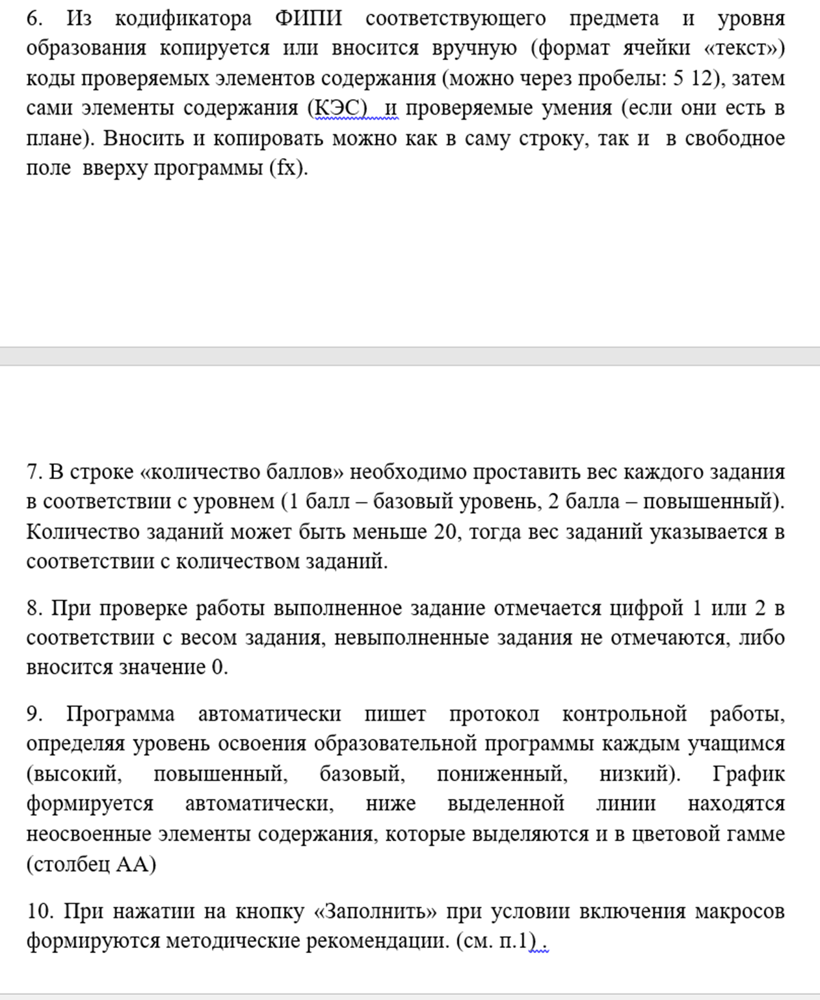 6. Из кодификатора ФИПИ соответствующего предмета и уровня
образования копируется или вносится вручную (формат ячейки «текст»)
коды проверяемых элементов содержания (можно через пробелы: 5 12), затем
сами элементы содержания (КЭС) и проверяемые умения (если они есть в
плане). Вносить и копировать можно как в саму строку, так и в свободное
поле вверху программы (fx).
7. В строке «количество баллов» необходимо проставить вес каждого задания
в соответствии с уровнем (1 балл – базовый уровень, 2 балла – повышенный).
Количество заданий может быть меньше 20, тогда вес заданий указывается в
соответствии с количеством заданий.
8. При проверке работы выполненное задание отмечается цифрой 1 или 2 в
соответствии с весом задания, невыполненные задания не отмечаются, либо
вносится значение 0.
9. Программа автоматически пишет протокол контрольной работы,
определяя уровень освоения образовательной программы каждым учащимся
(высокий, повышенный, базовый, пониженный, низкий). График
формируется автоматически, ниже выделенной линии находятся
неосвоенные элементы содержания, которые выделяются и в цветовой гамме
(столбец АА)
10. При нажатии на кнопку «Заполнить» при условии включения макросов
формируются методические рекомендации. (см. п.1) .